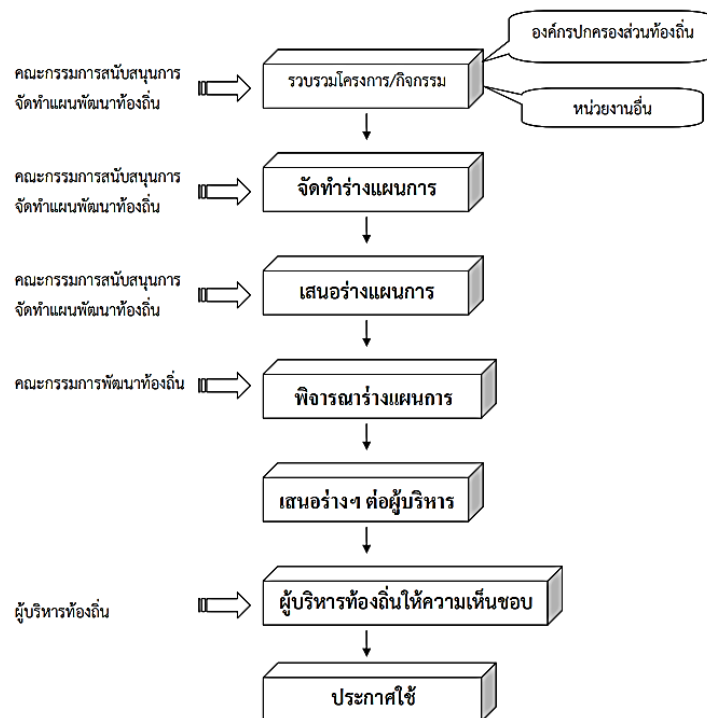 องค์กรปกครองส่วนท้องถิ่น
คณะกรรมการสนับสนุนการ
จัดทำแผนพัฒนาท้องถิ่น
รวบรวมโครงการ/กิจกรรม
หน่วยงานอื่น
คณะกรรมการสนับสนุนการ
จัดทำแผนพัฒนาท้องถิ่น
จัดทำร่างแผนการ
คณะกรรมการสนับสนุนการ
จัดทำแผนพัฒนาท้องถิ่น
เสนอร่างแผนการ
คณะกรรมการพัฒนาท้องถิ่น
พิจารณาร่างแผนการ
เสนอร่างฯ ต่อผู้บริหาร
ผู้บริหารท้องถิ่น
ผู้บริหารท้องถิ่นให้ความเห็นชอบ
ประกาศใช้